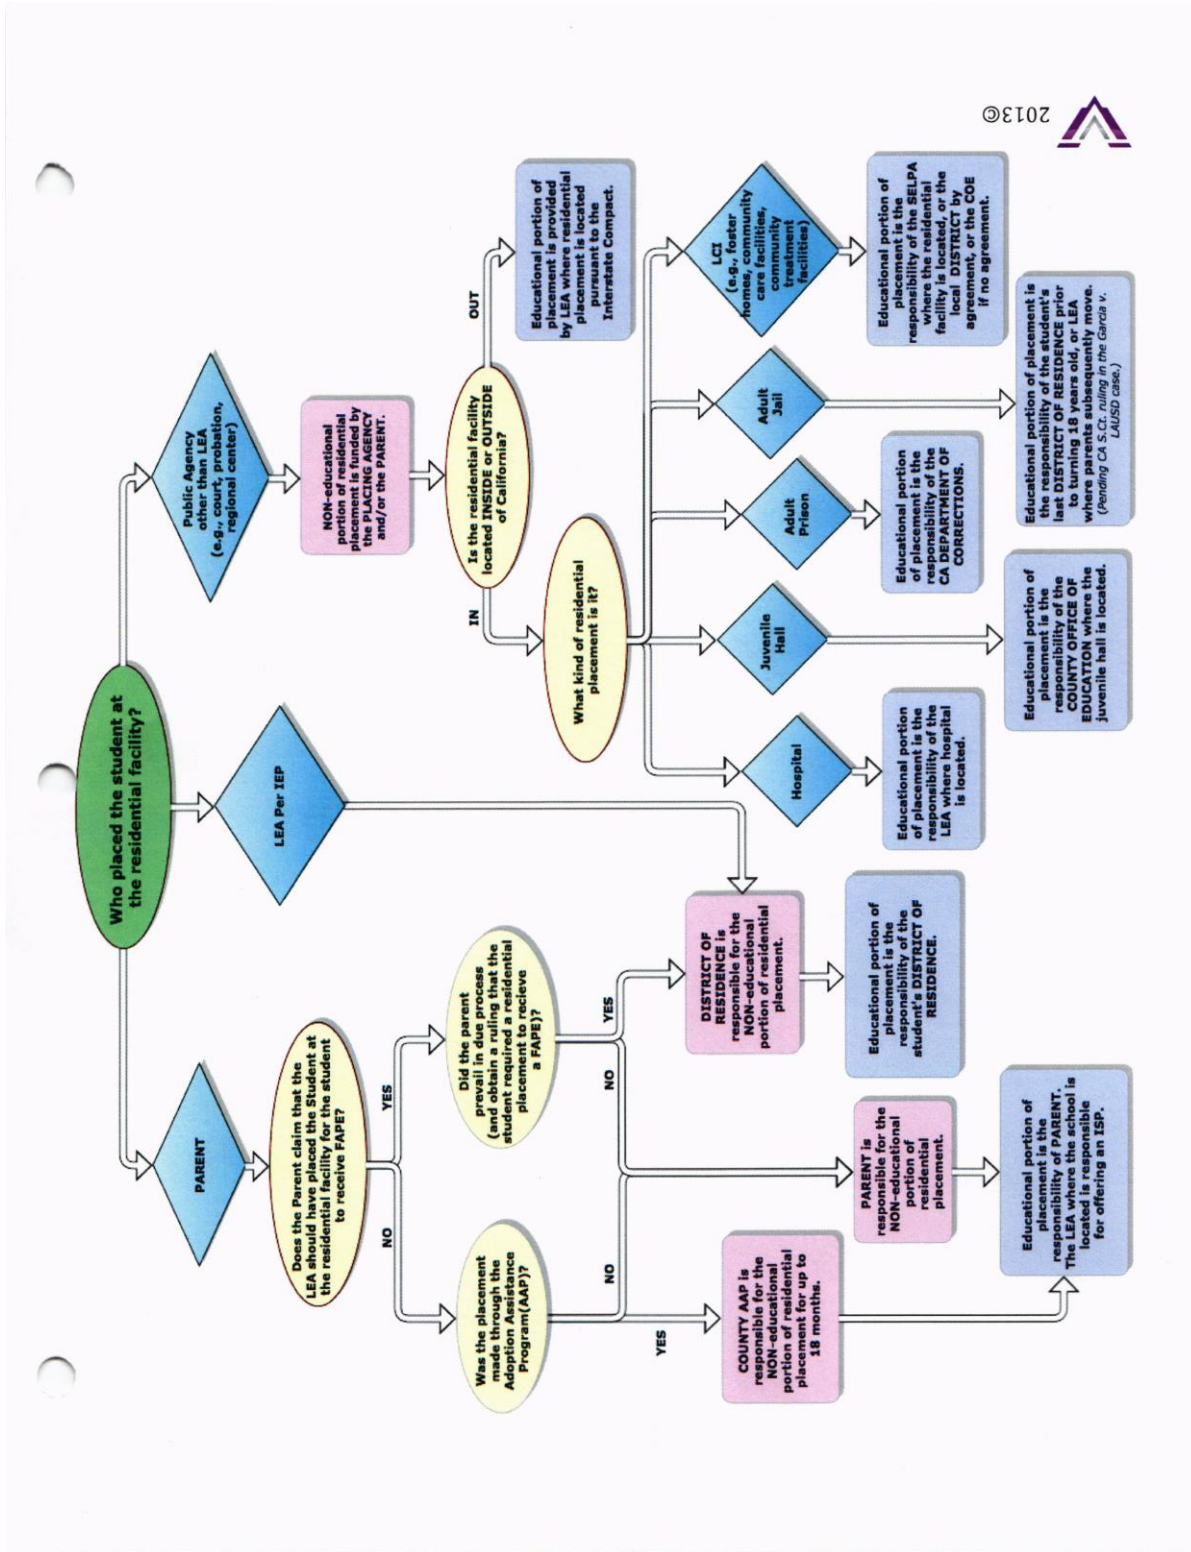 Who placed the student at
the residential facility?
PARENT
Does the Parent claim that the
LEA should have placed the Student at
the residential facility for the student
to receive FAPE?
NO
YES
Was the placement
made through the
Adoption Assistance
Program(AAP)?
Did the parent
prevail in due process
(and obtain a ruling that the
student required a residential
placement to recieve
a FAPE)?
YES
NO
NO
YES
COUNTY AAP is
responsible for the
NON-educational
portion of residential
placement for up to
18 months.
PARENT is
responsible for the
NON-educational
portion of
residential
placement.
Educational portion of
placement is the
responsibility of PARENT.
The LEA where the school is
located is responsible
for offering an ISP.
LEA Per IEP
DISTRICT OF
RESIDENCE is
responsible for the
NON-educational
portion of residential
placement.
Educational portion of
placement is the
responsibility of the
student's DISTRICT OF
RESIDENCE.
Public Agency
other than LEA
(e.g., court, probation,
regional center)
NON-educational
portion of residential
placement is funded by
the PLACING AGENCY
and/or the PARENT.
Is the residential facility
located INSIDE or OUTSIDE
of California?
IN
OUT
Educational portion of
placement is provided
by LEA where residential
placement is located
pursuant to the
Interstate Compact.
What kind of residential
placement is it?
Hospital
Educational portion
of placement is the
responsibility of the
LEA where hospital
is located.
Juvenile
Hall
Educational portion of
placement is the
responsibility of the
COUNTY OFFICE OF
EDUCATION where the
juvenile hall is located.
Adult
Prison
Educational portion
of placement is the
responsibility of the
CA DEPARTMENT OF
CORRECTIONS.
Adult
Jail
Educational portion of placement is
the responsibility of the student's
last DISTRICT OF RESIDENCE prior
to turning 18 years old, or LEA
where parents subsequently move.
(Pending CA S.Ct. ruling in the Garcia v.
LAUSD case.)
LCI
(e.g., foster
homes, community
care facilities,
community
treatment
facilities)
Educational portion of
placement is the
responsibility of the SELPA
where the residential
facility is located, or the
local DISTRICT by
agreement, or the COE
if no agreement.
2013©